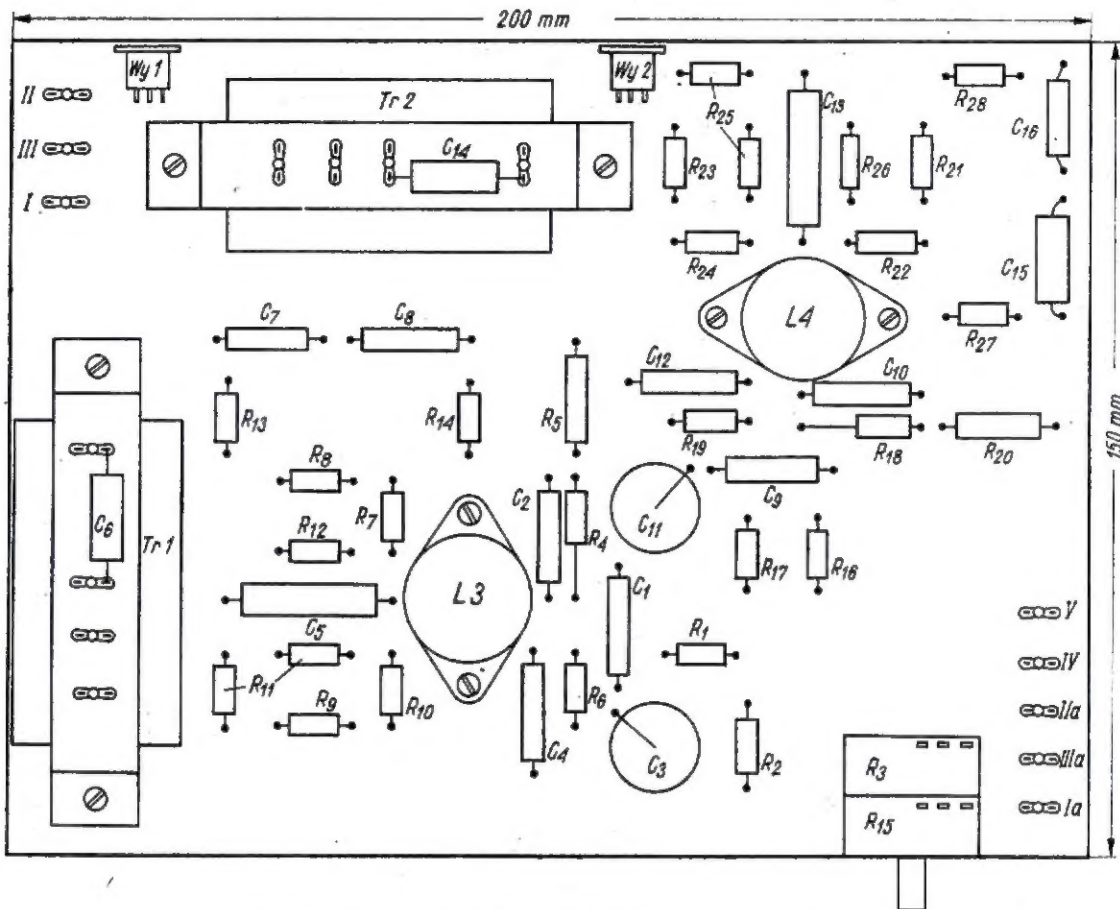 200 mm
Wy 1
Wy 2
II
III
I
Tr 2
C14
R25
C13
R28
C16
R23
R26
R21
R24
R22
C15
L4
R27
C7
C8
C12
C10
R13
R14
R5
R19
R18
R20
150 mm
R8
C2
C9
C6
Tr 1
R12
R7
R4
C11
R17
R16
L3
C1
C5
R1
V
IV
R11
R9
R10
R6
IIa
C4
C3
R2
R3
IIIa
R15
Ia